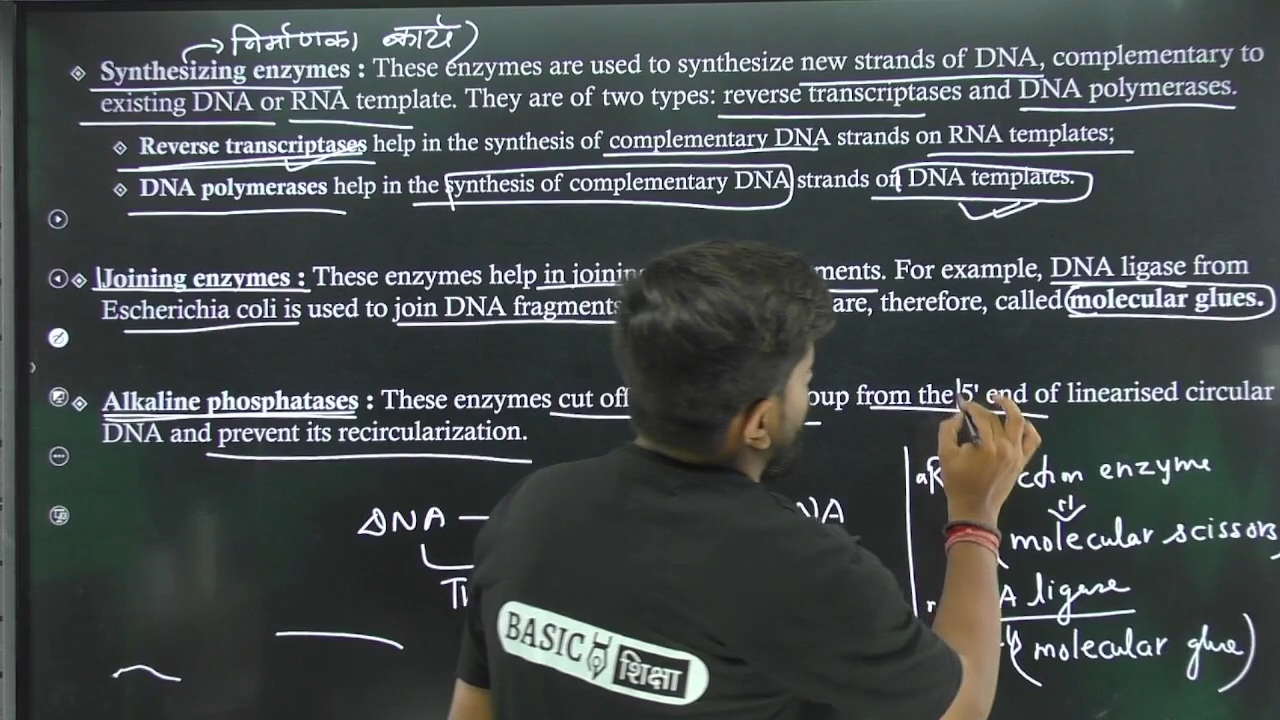 निर्माणक कार्य
Synthesizing enzymes : These enzymes are used to synthesize new strands of DNA, complementary to
existing DNA or RNA template. They are of two types: reverse transcriptases and DNA polymerases.
Reverse transcriptases help in the synthesis of complementary DNA strands on RNA templates;
DNA polymerases help in the synthesis of complementary DNA strands on DNA templates.
Joining enzymes : These enzymes help in joining ments. For example, DNA ligase from
Escherichia coli is used to join DNA fragments are, therefore, called molecular glues.
Alkaline phosphatases : These enzymes cut off oup from the 5' end of linearised circular
DNA and prevent its recircularization.
enzyme
DNA
molecular scissors
ligase
(molecular glue)
BASIC शिक्षा